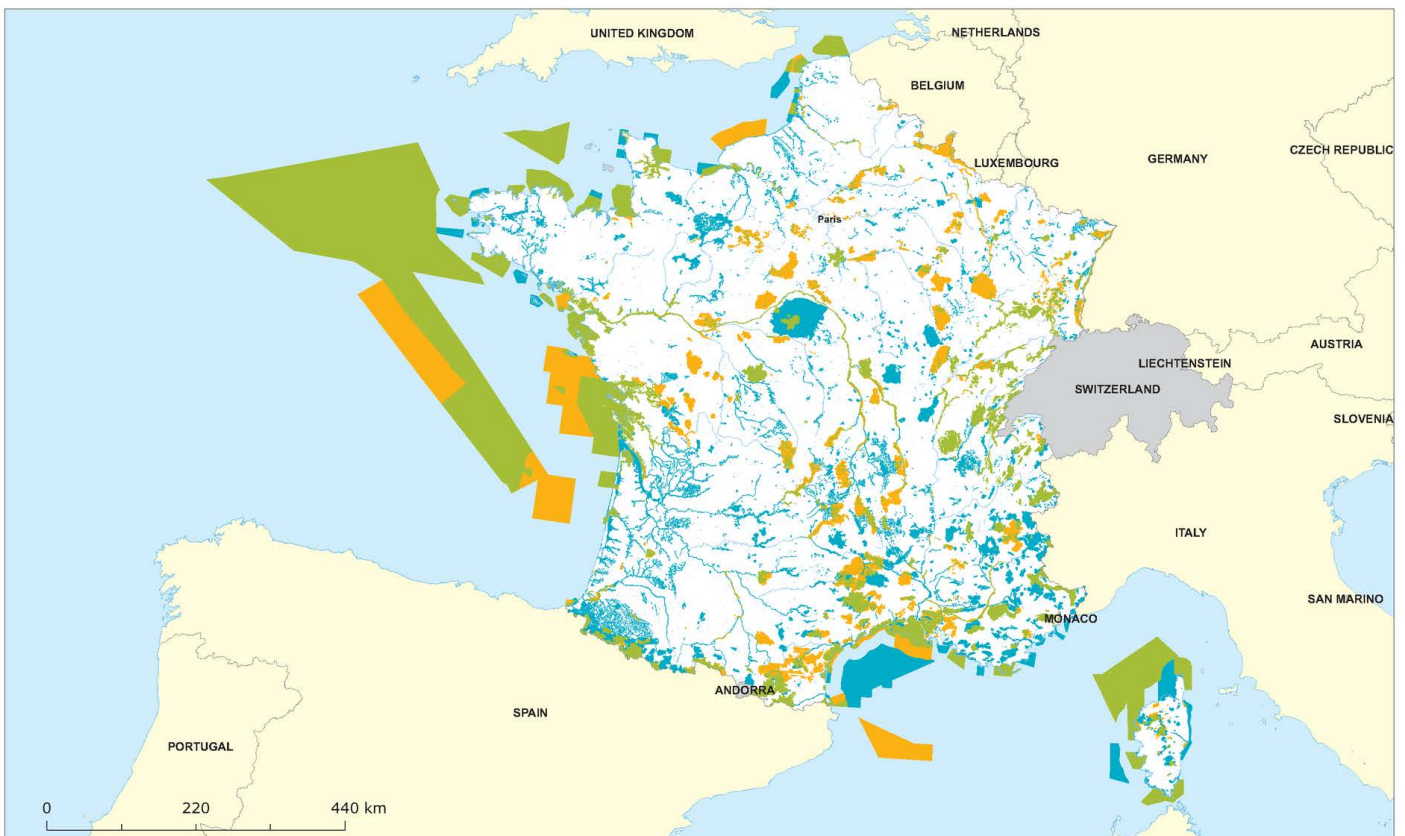 UNITED KINGDOM
NETHERLANDS
BELGIUM
CZECH REPUBLIC
GERMANY
LUXEMBOURG
Paris
AUSTRIA
LIECHTENSTEIN
SWITZERLAND
SLOVENIA
ITALY
SAN MARINO
MONACO
ANDORRA
SPAIN
PORTUGAL
0 220 440 km